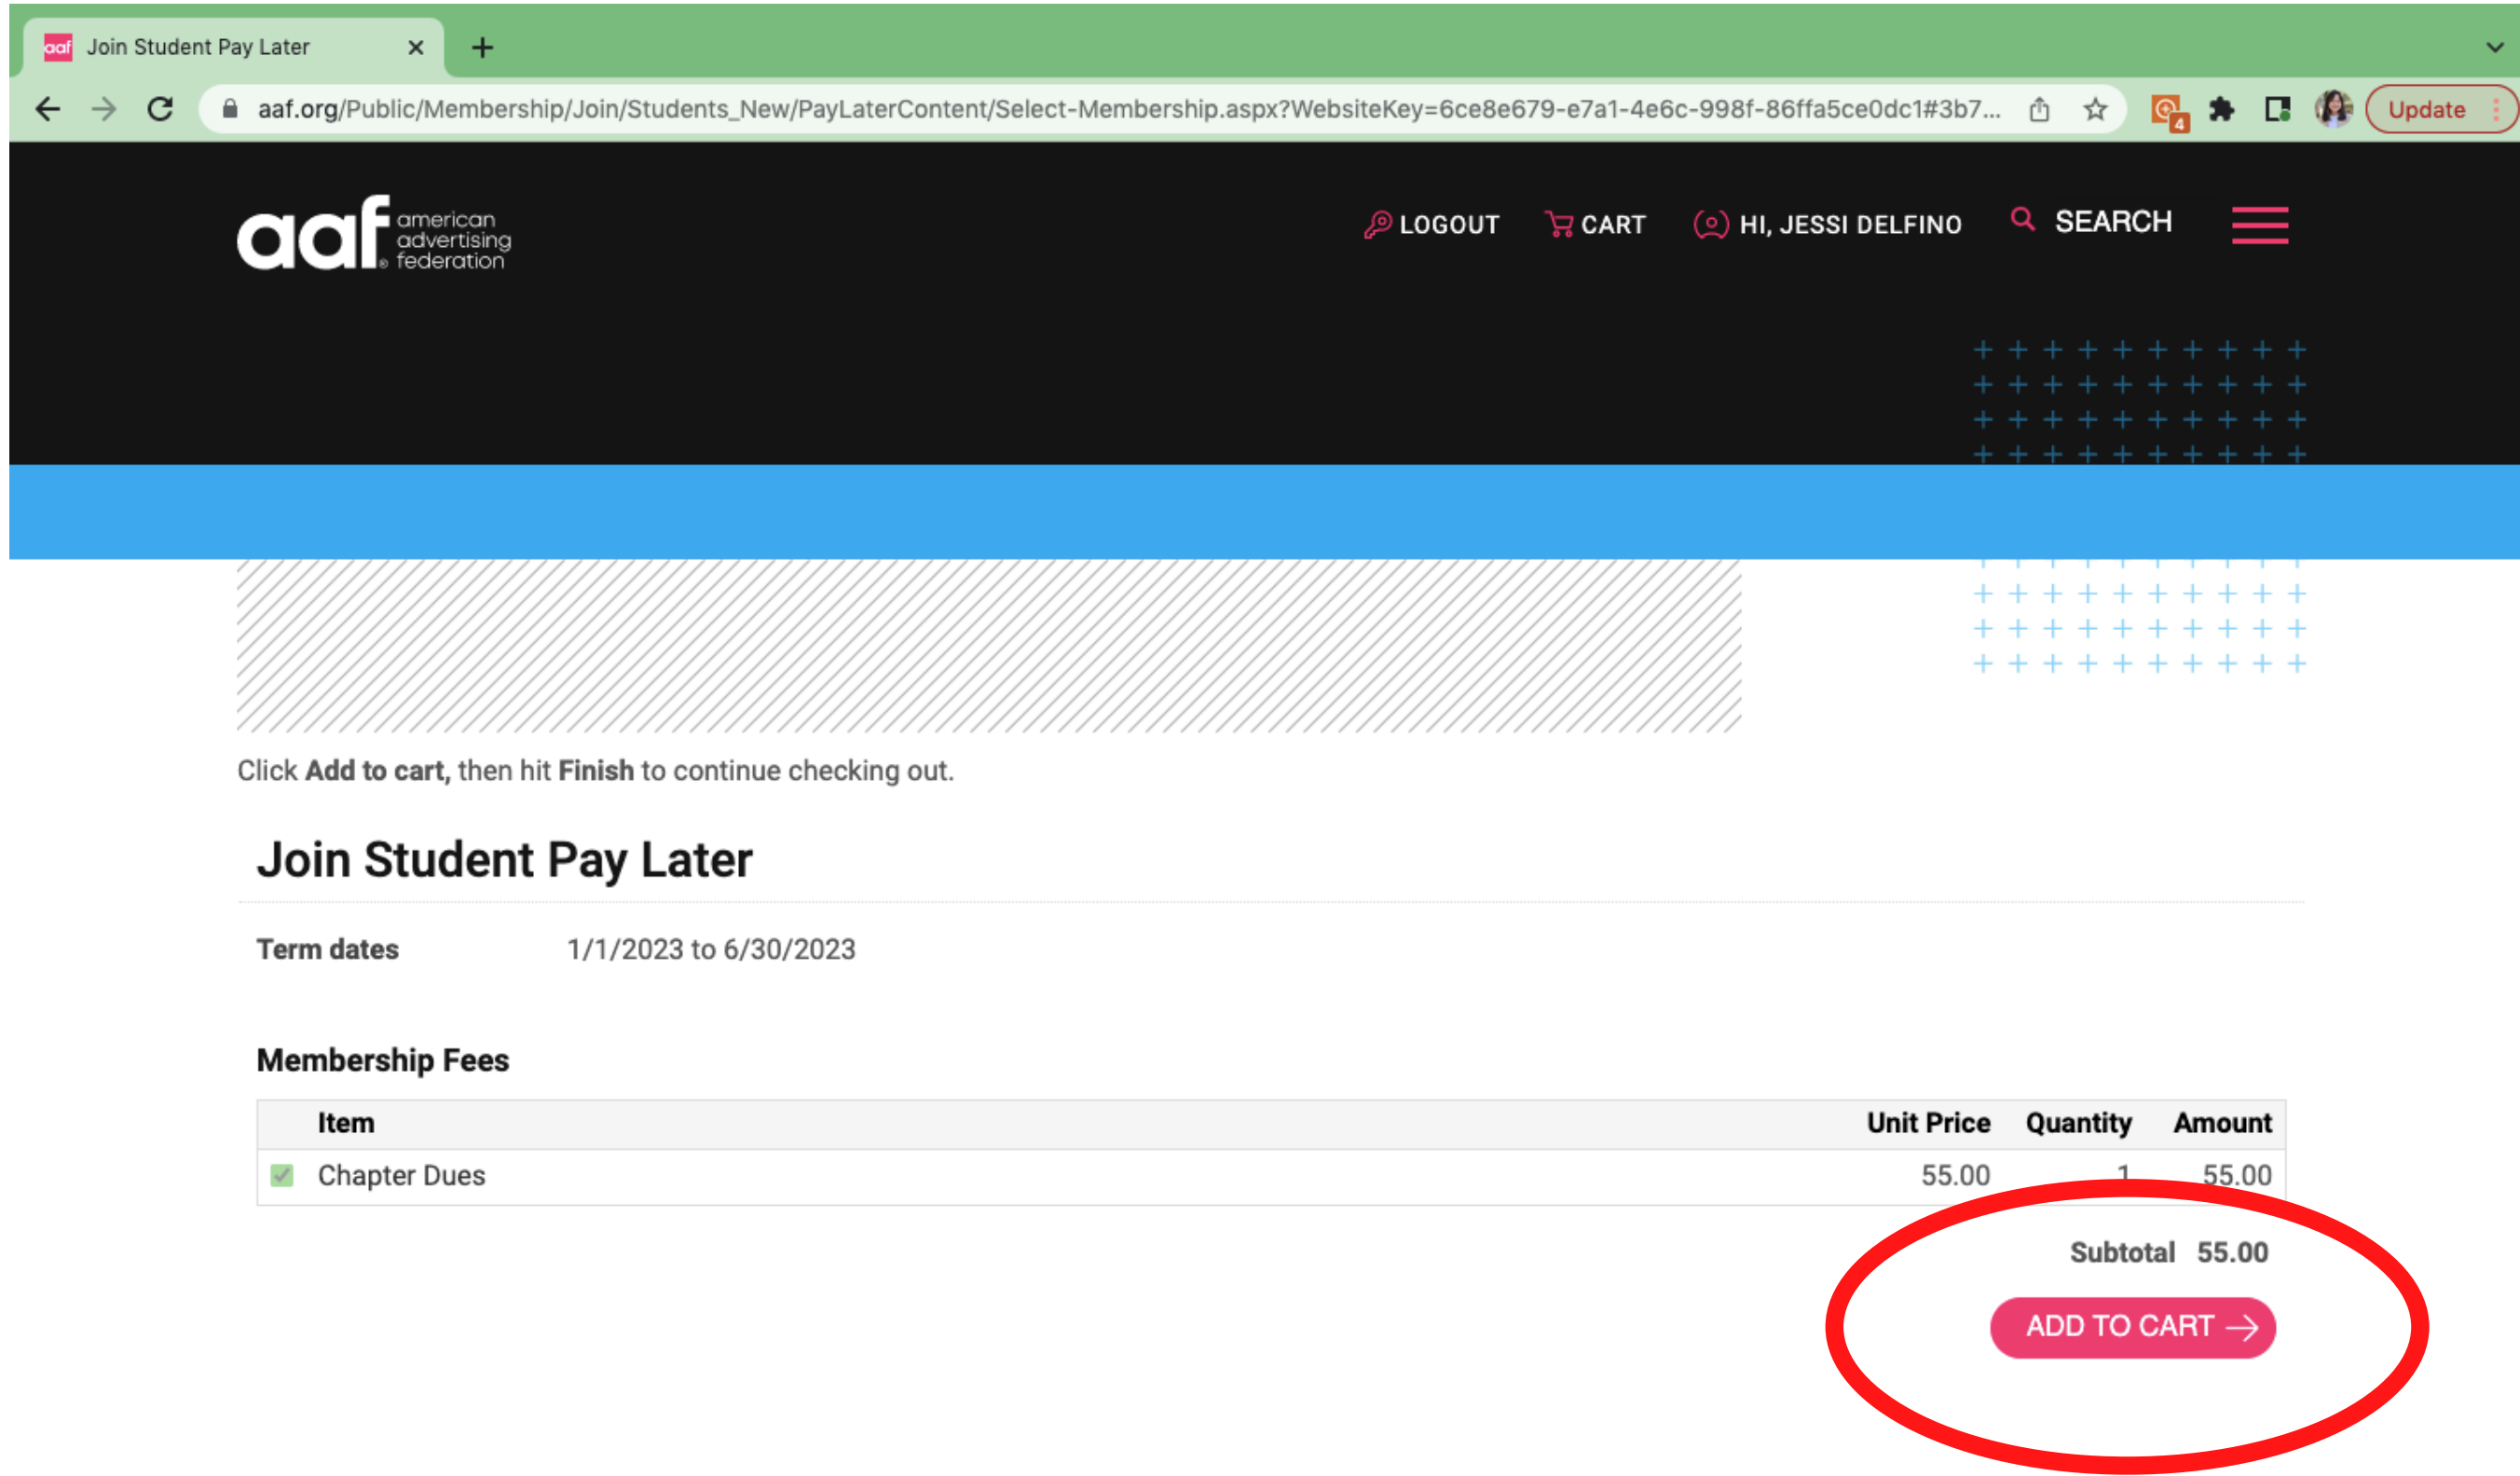 aaf Join Student Pay Later
aaf.org/Public/Membership/Join/Students_New/PayLaterContent/Select-Membership.aspx?WebsiteKey=6ce8e679-e7a1-4e6c-998f-86ffa5ce0dc1#3b7... 4 Update
aaf american
advertising
federation
LOGOUT CART HI, JESSI DELFINO SEARCH
Click Add to cart, then hit Finish to continue checking out.
Join Student Pay Later
Term dates 1/1/2023 to 6/30/2023
Membership Fees
Item Unit Price Quantity Amount
Chapter Dues 55.00 1 55.00
Subtotal 55.00
ADD TO CART